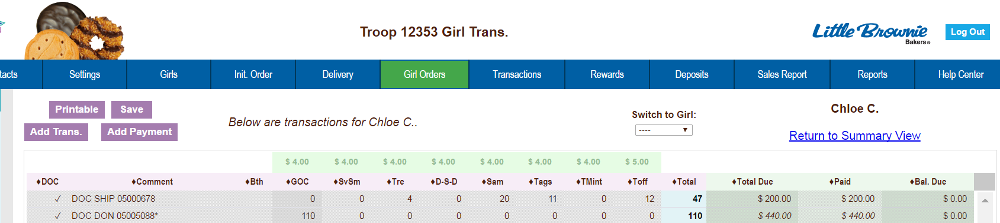 Troop 12353 Girl Trans.
Little Brownie
Bakers
Log Out
tacts Settings Girls Init. Order Delivery Girl Orders Transactions Rewards Deposits Sales Report Reports Help Center
Printable Save
Add Trans. Add Payment
Below are transactions for Chloe C..
Switch to Girl:
----
Chloe C.
Return to Summary View
$ 4.00 $ 4.00 $ 4.00 $ 4.00 $ 4.00 $ 4.00 $ 4.00 $ 5.00
♦DOC ♦Comment ♦Bth ♦GOC ♦SvSm ♦Tre ♦D-S-D ♦Sam ♦Tags ♦TMint ♦Toff ♦Total ♦Total Due ♦Paid ♦Bal. Due
✓ DOC SHIP 05000678 0 0 4 0 20 11 0 12 47 $ 200.00 $ 200.00 $ 0.00
✓ DOC DON 05005088* 110 0 0 0 0 0 0 0 110 $ 440.00 $ 440.00 $ 0.00